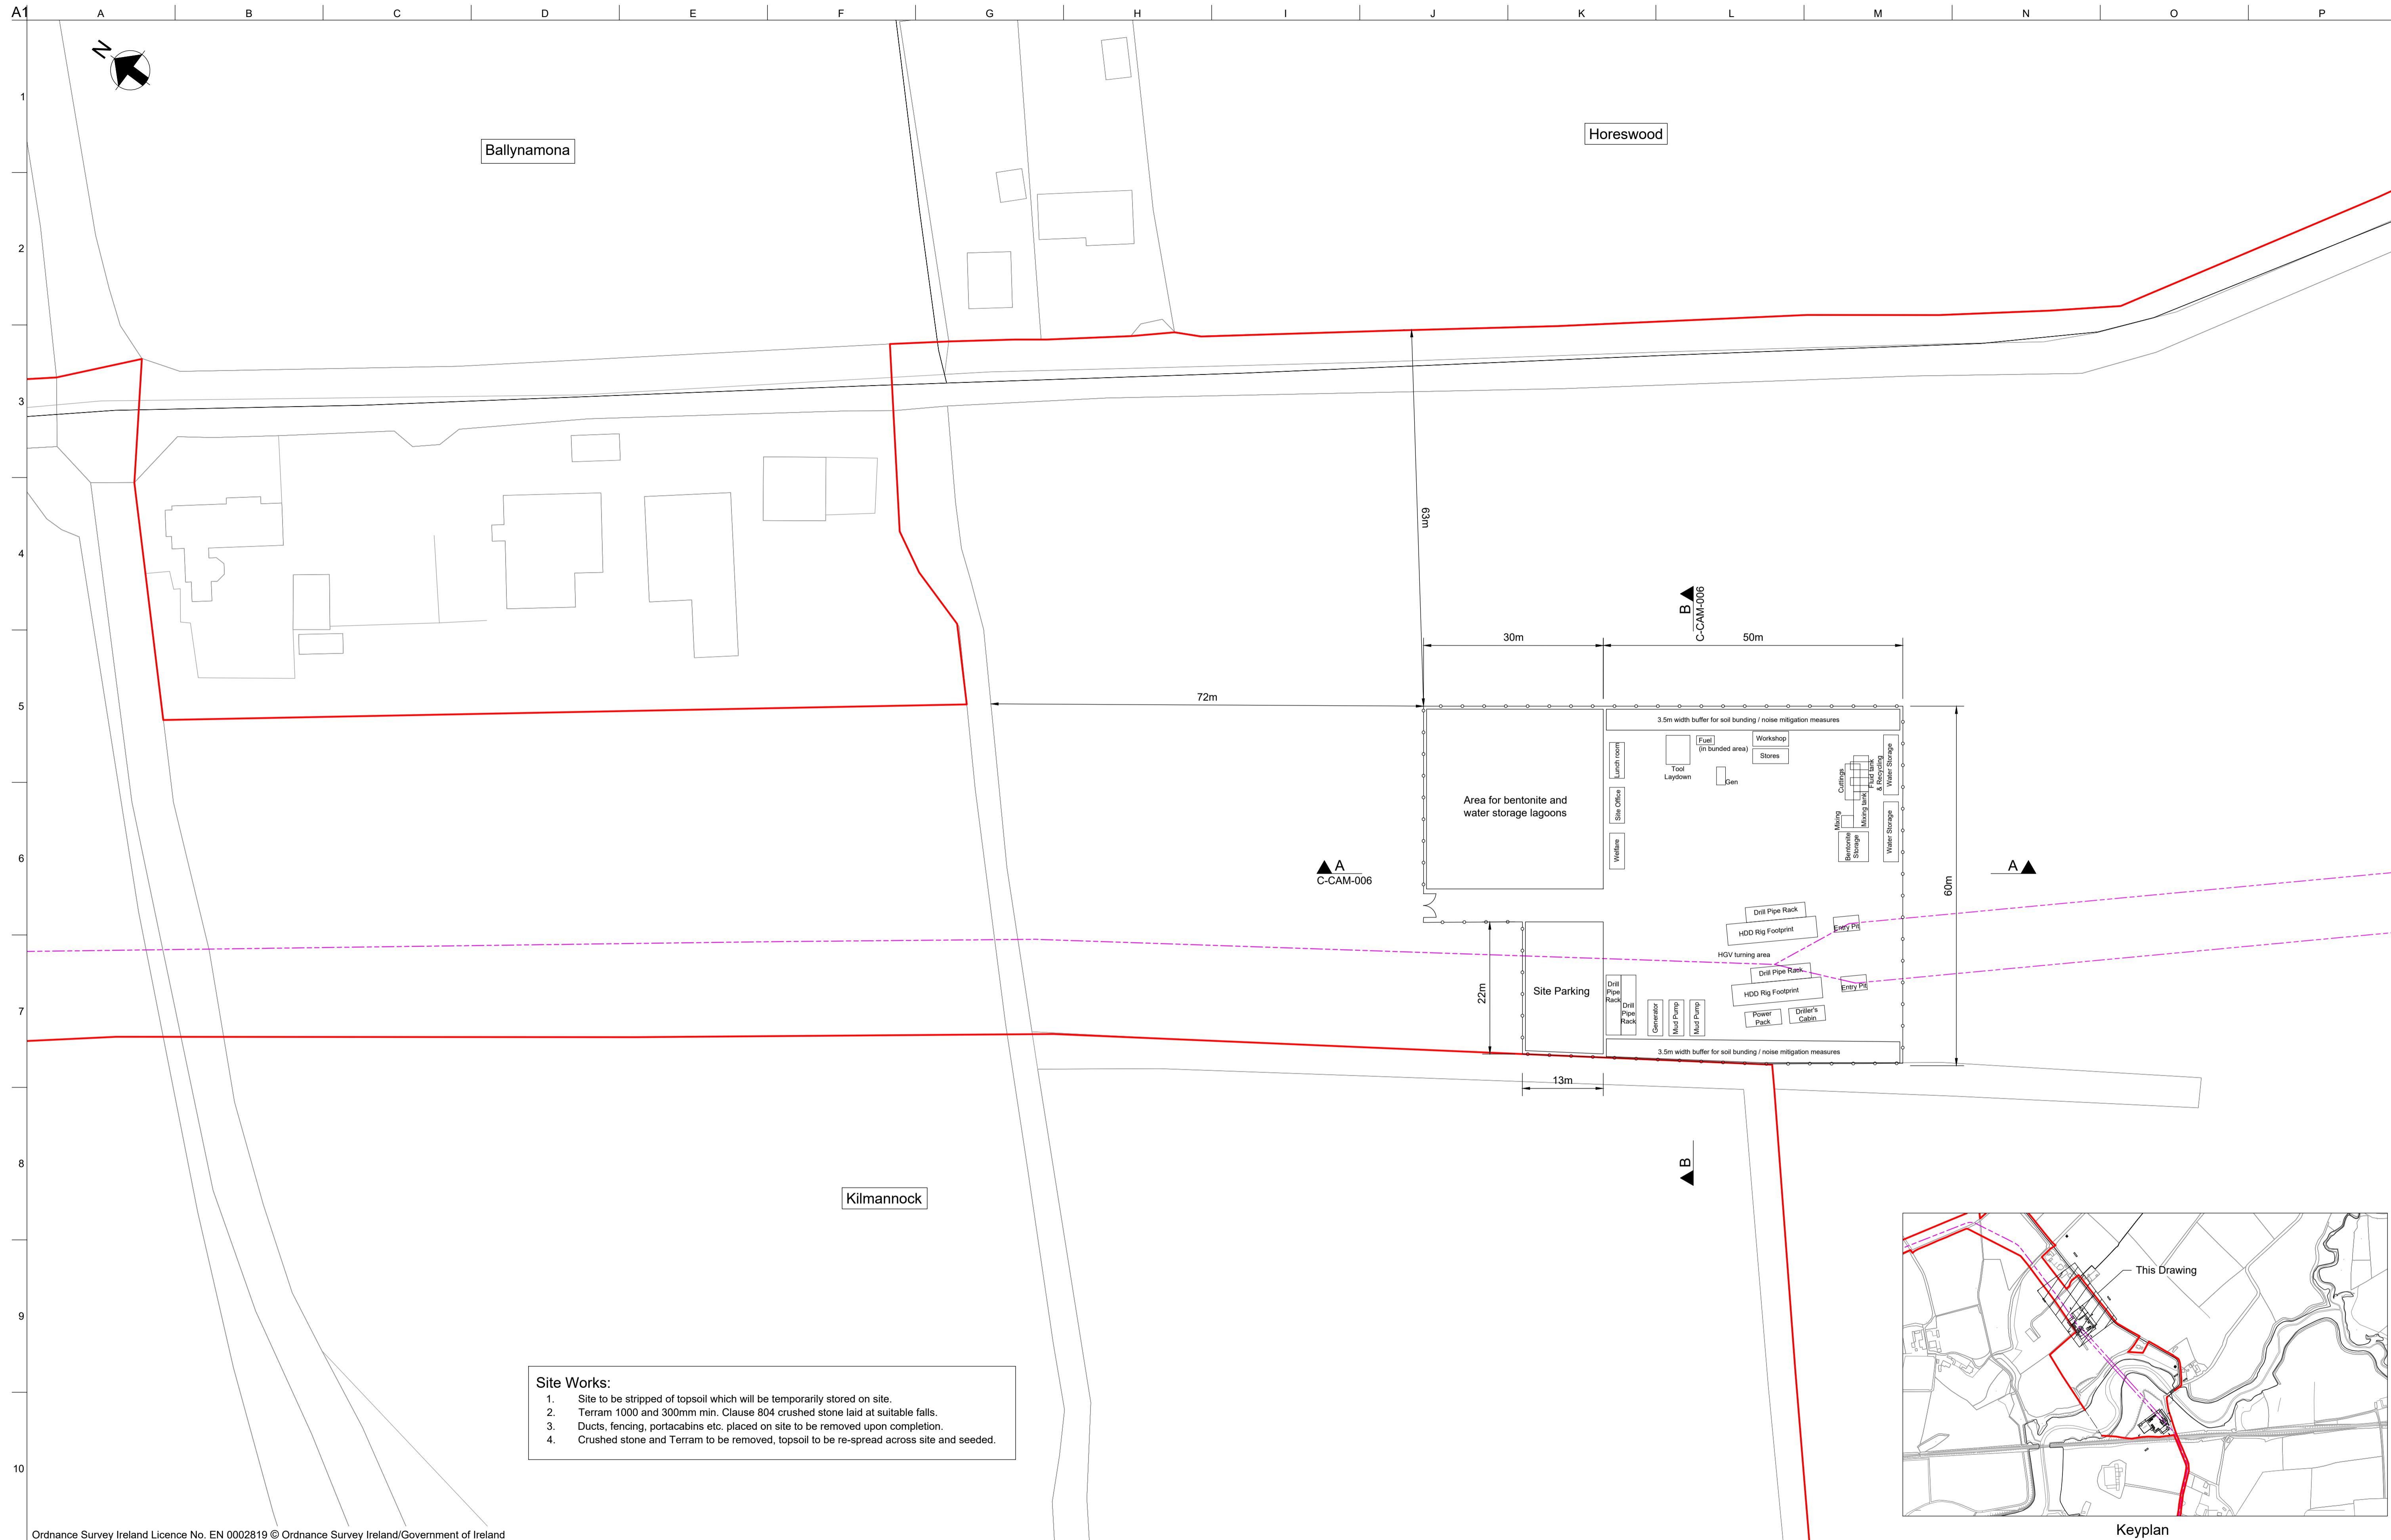 A1
A B C D E F G H I J K L M N O P
N
1
Horeswood
Ballynamona
2
3
63m
4
B
C-CAM-006
30m
50m
72m
5
3.5m width buffer for soil bunding / noise mitigation measures
Lunch room
Tool
Laydown
Fuel
(in bunded area)
Workshop
Stores
Gen
Water Storage
Fluid tank
& Recycling
Cuttings
Mixing tank
Mixing
Area for bentonite and
water storage lagoons
Site Office
Welfare
Bentonite
Storage
Water Storage
6
A
C-CAM-006
A
60m
Drill Pipe Rack
HDD Rig Footprint
Entry Pit
HGV turning area
Drill Pipe Rack
HDD Rig Footprint
Entry Pit
22m
Site Parking
Drill
Pipe
Rack
Drill
Pipe
Rack
Generator
Mud Pump
Mud Pump
Power
Pack
Driller's
Cabin
7
3.5m width buffer for soil bunding / noise mitigation measures
13m
8
B
Kilmannock
This Drawing
9
Site Works:
1. Site to be stripped of topsoil which will be temporarily stored on site.
2. Terram 1000 and 300mm min. Clause 804 crushed stone laid at suitable falls.
3. Ducts, fencing, portacabins etc. placed on site to be removed upon completion.
4. Crushed stone and Terram to be removed, topsoil to be re-spread across site and seeded.
10
Keyplan
Ordnance Survey Ireland Licence No. EN 0002819 © Ordnance Survey Ireland/Government of Ireland